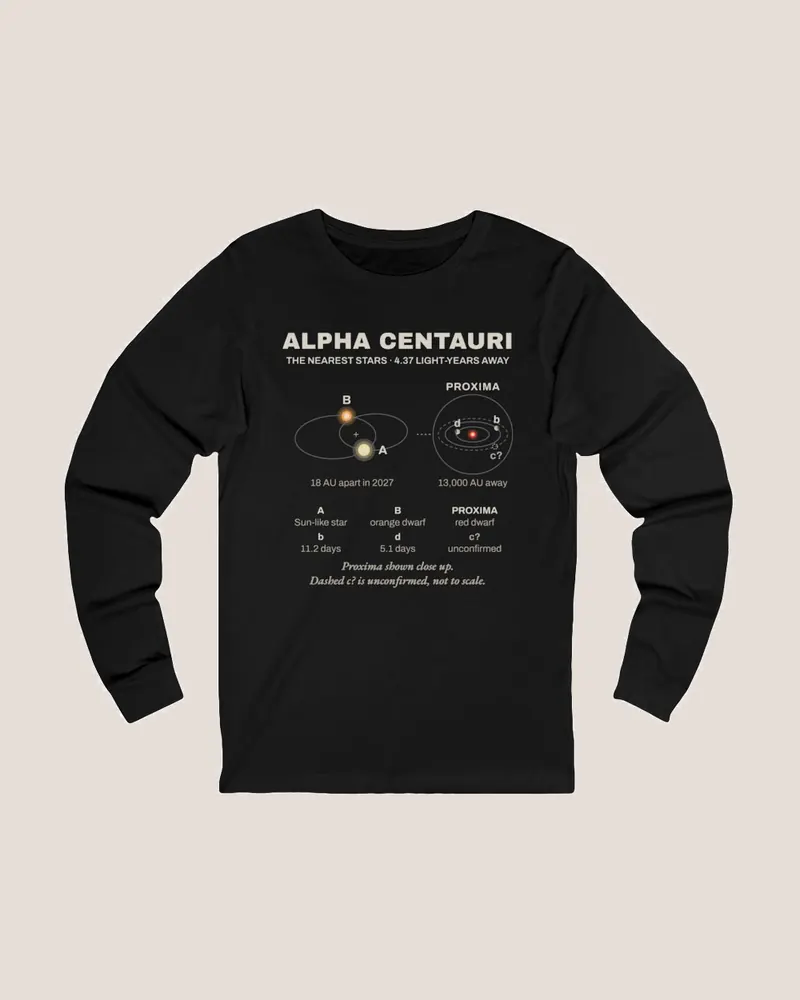 ALPHA CENTAURI
THE NEAREST STARS · 4.37 LIGHT-YEARS AWAY
PROXIMA
B
A
d
b
c?
18 AU apart in 2027
13,000 AU away
A B PROXIMA
Sun-like star orange dwarf red dwarf
b d c?
11.2 days 5.1 days unconfirmed
Proxima shown close up.
Dashed c? is unconfirmed, not to scale.